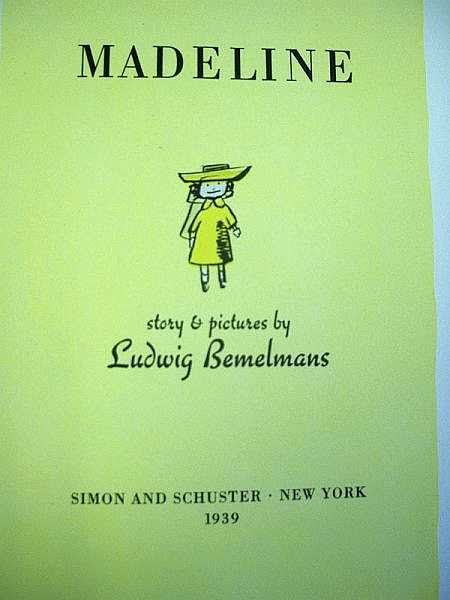 MADELINE
story & pictures by
Ludwig Bemelmans
SIMON AND SCHUSTER · NEW YORK
1939